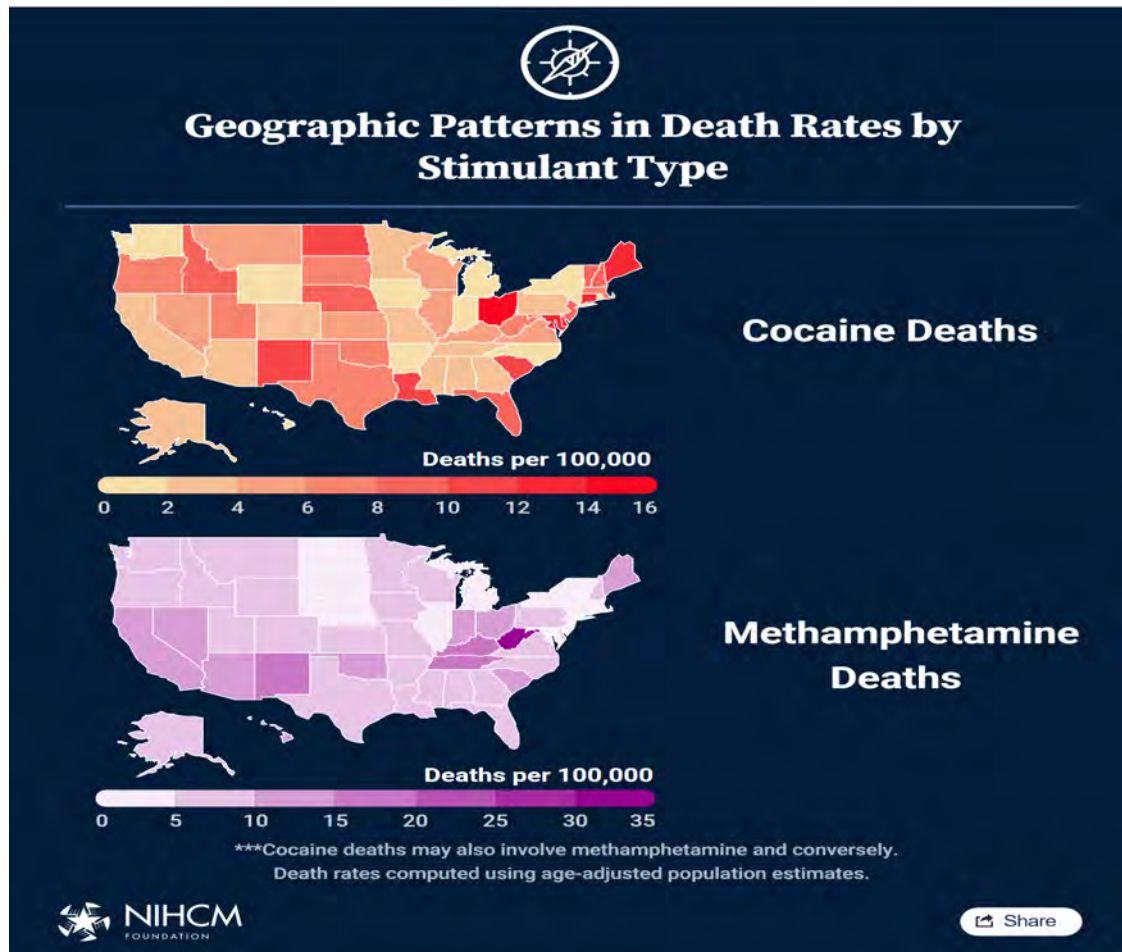 Geographic Patterns in Death Rates by
Stimulant Type
Cocaine Deaths
Deaths per 100,000
0 2 4 6 8 10 12 14 16
Methamphetamine
Deaths
Deaths per 100,000
0 5 10 15 20 25 30 35
***Cocaine deaths may also involve methamphetamine and conversely.
Death rates computed using age-adjusted population estimates.
NIHCM
FOUNDATION
Share